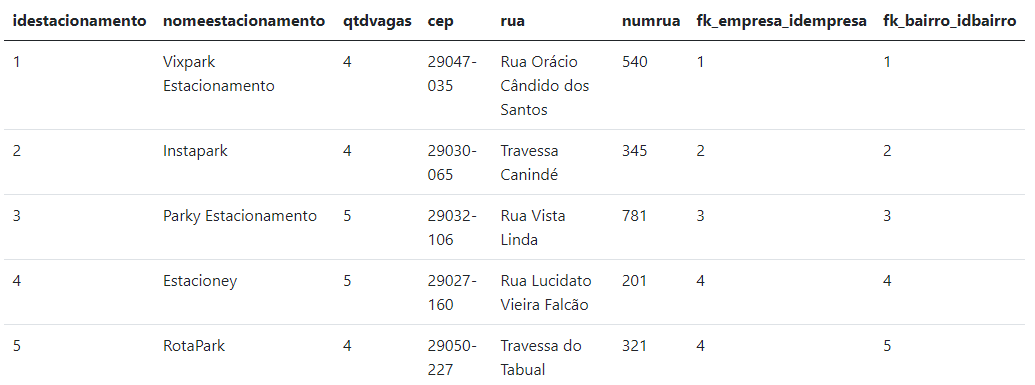 idestacionamento nomeestacionamento qtdvagas cep rua numrua fk_empresa_idempresa fk_bairro_idbairro
1 Vixpark 4 29047- Rua Orácio 540 1 1
Estacionamento 035 Cândido dos
Santos
2 Instapark 4 29030- Travessa 345 2 2
065 Canindé
3 Parky Estacionamento 5 29032- Rua Vista 781 3 3
106 Linda
4 Estacioney 5 29027- Rua Lucidato 201 4 4
160 Vieira Falcão
5 RotaPark 4 29050- Travessa do 321 4 5
227 Tabual